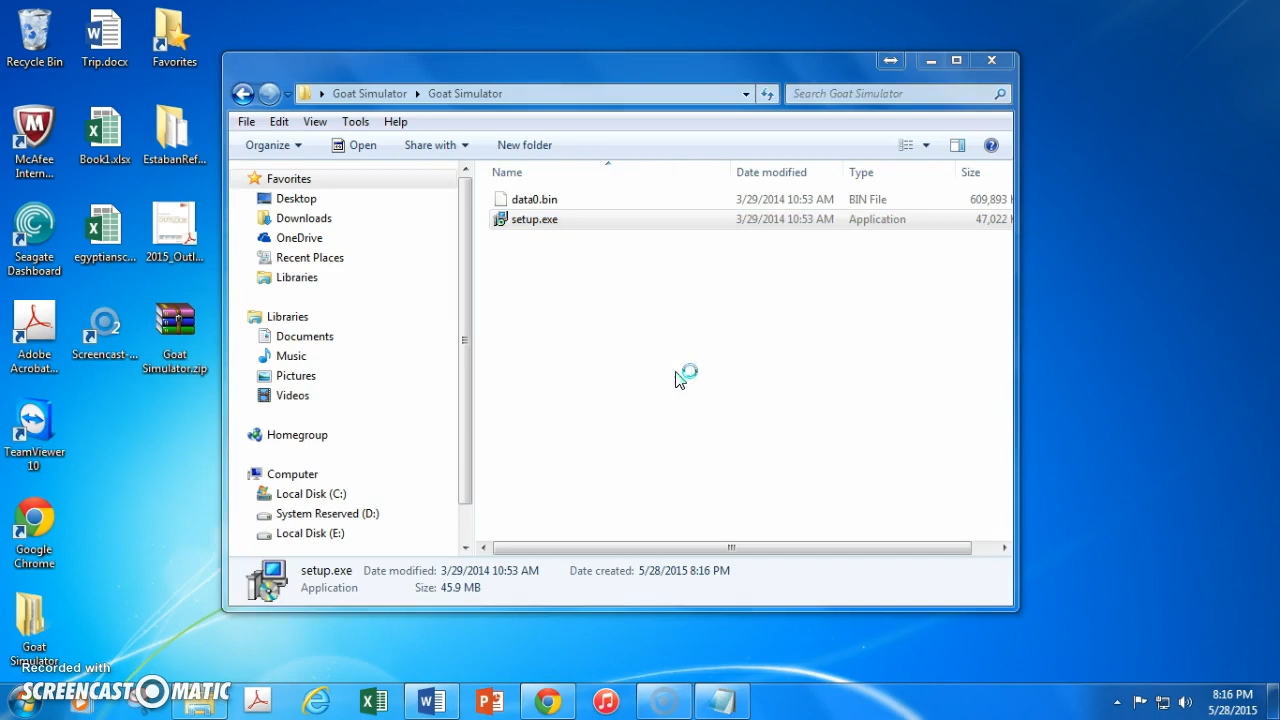 Recycle Bin
Trip.docx
Favorites
McAfee
Intern...
Book1.xlsx
EstabanRef...
Seagate
Dashboard
egyptiansc...
2015_Outl...
Adobe
Acrobat...
2
Screencast-...
Goat
Simulator.zip
TeamViewer
10
Google
Chrome
Goat
Simulator
Goat Simulator
Goat Simulator
Search Goat Simulator
File Edit View Tools Help
Organize Open Share with New folder
Name Date modified Type Size
data0.bin 3/29/2014 10:53 AM BIN File 609,893
setup.exe 3/29/2014 10:53 AM Application 47,022
Favorites
Desktop
Downloads
OneDrive
Recent Places
Libraries
Libraries
Documents
Music
Pictures
Videos
Homegroup
Computer
Local Disk (C:)
System Reserved (D:)
Local Disk (E:)
setup.exe Date modified: 3/29/2014 10:53 AM Date created: 5/28/2015 8:16 PM
Application Size: 45.9 MB
Recorded with
SCREENCAST O MATIC
8:16 PM
5/28/2015